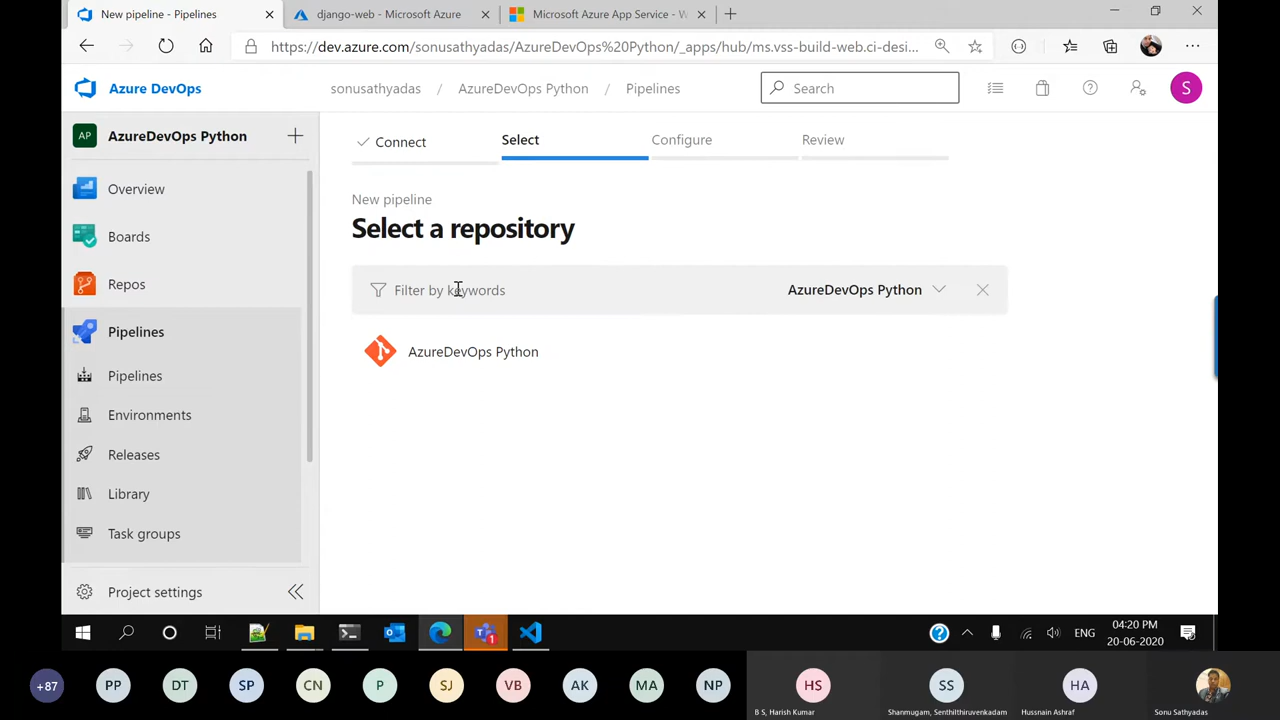 New pipeline - Pipelines
django-web - Microsoft Azure
Microsoft Azure App Service - W
https://dev.azure.com/sonusathyadas/AzureDevOps%20Python/_apps/hub/ms.vss-build-web.ci-desi...
Azure DevOps
sonusathyadas / AzureDevOps Python / Pipelines
Search
S
AP AzureDevOps Python
Connect
Select
Configure
Review
Overview
Boards
Repos
Pipelines
Pipelines
Environments
Releases
Library
Task groups
Project settings
New pipeline
Select a repository
Filter by keywords
AzureDevOps Python
AzureDevOps Python
1
ENG
04:20 PM
20-06-2020
+87
PP
DT
SP
CN
P
SJ
VB
AK
MA
NP
HS
SS
HA
B S, Harish Kumar
Shanmugam, Senthilthiruvenkadam
Hussnain Ashraf
Sonu Sathyadas